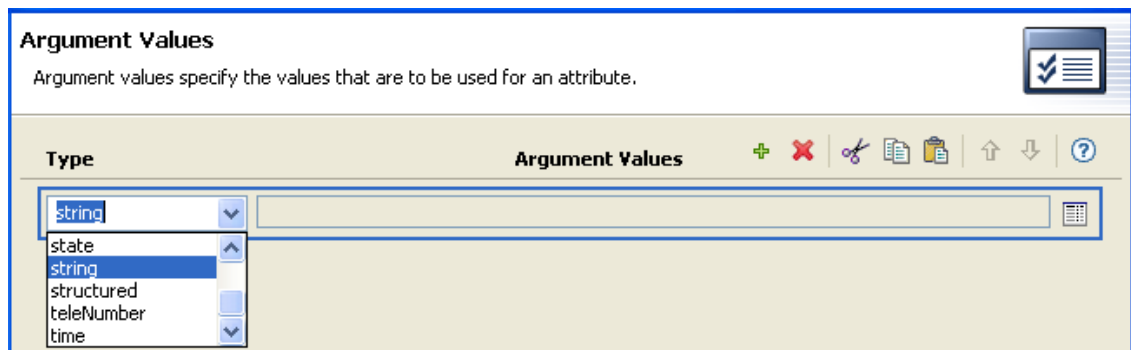 Argument Values
Argument values specify the values that are to be used for an attribute.
Type Argument Values
string
state
string
structured
teleNumber
time